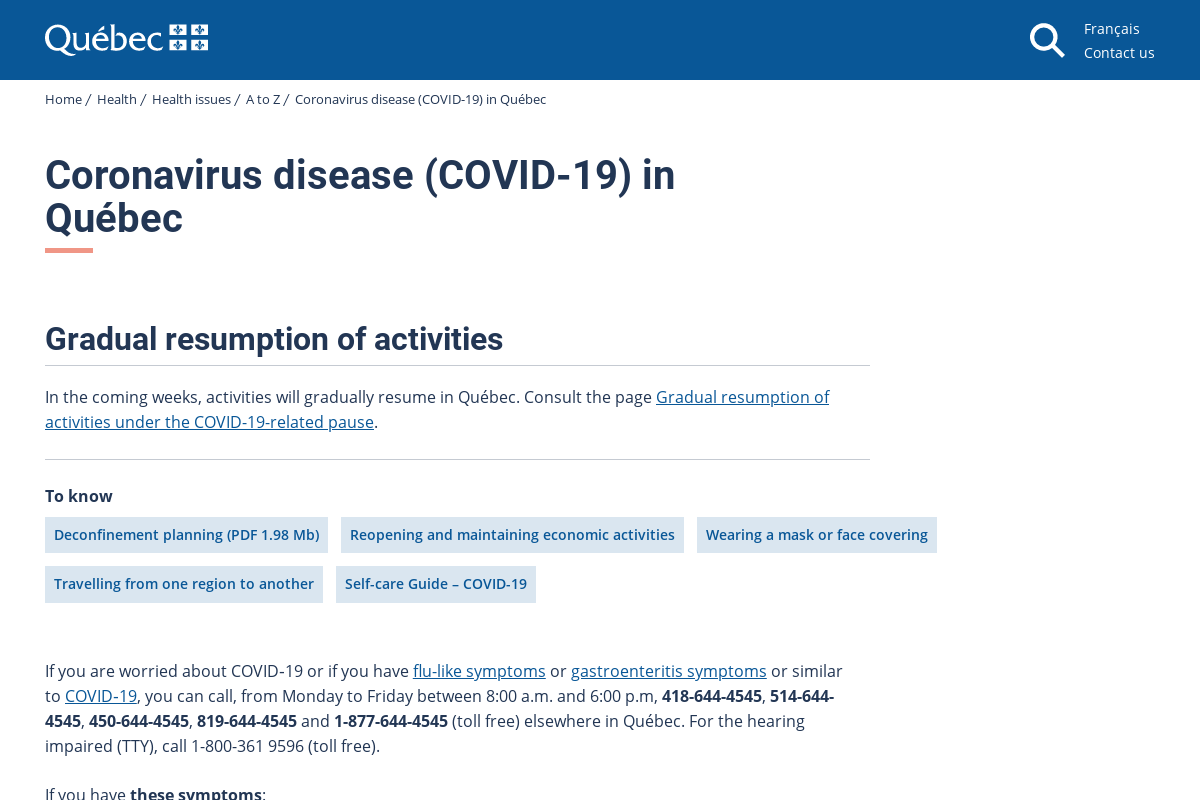 Québec
Français
Contact us
Home / Health / Health issues / A to Z / Coronavirus disease (COVID-19) in Québec
Coronavirus disease (COVID-19) in
Québec
Gradual resumption of activities
In the coming weeks, activities will gradually resume in Québec. Consult the page Gradual resumption of
activities under the COVID-19-related pause.
To know
Deconfinement planning (PDF 1.98 Mb) Reopening and maintaining economic activities Wearing a mask or face covering
Travelling from one region to another Self-care Guide – COVID-19
If you are worried about COVID-19 or if you have flu-like symptoms or gastroenteritis symptoms or similar
to COVID-19, you can call, from Monday to Friday between 8:00 a.m. and 6:00 p.m, 418-644-4545, 514-644-
4545, 450-644-4545, 819-644-4545 and 1-877-644-4545 (toll free) elsewhere in Québec. For the hearing
impaired (TTY), call 1-800-361 9596 (toll free).
If you have these symptoms: